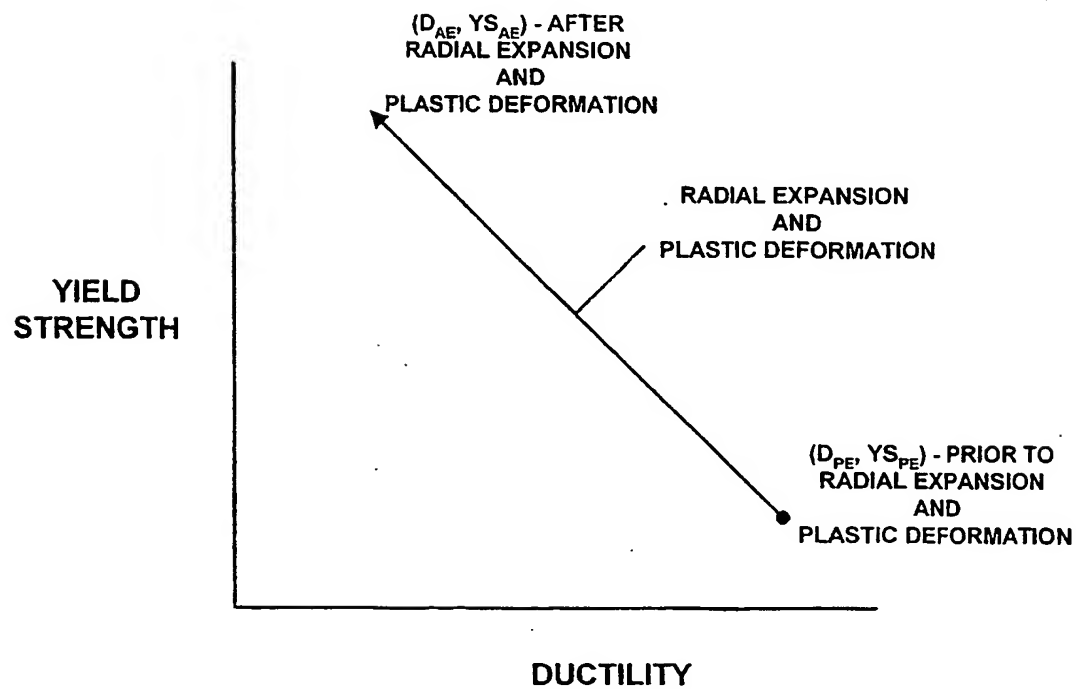 (D_AE, YS_AE) - AFTER
RADIAL EXPANSION
AND
PLASTIC DEFORMATION
RADIAL EXPANSION
AND
PLASTIC DEFORMATION
YIELD
STRENGTH
(D_PE, YS_PE) - PRIOR TO
RADIAL EXPANSION
AND
PLASTIC DEFORMATION
DUCTILITY